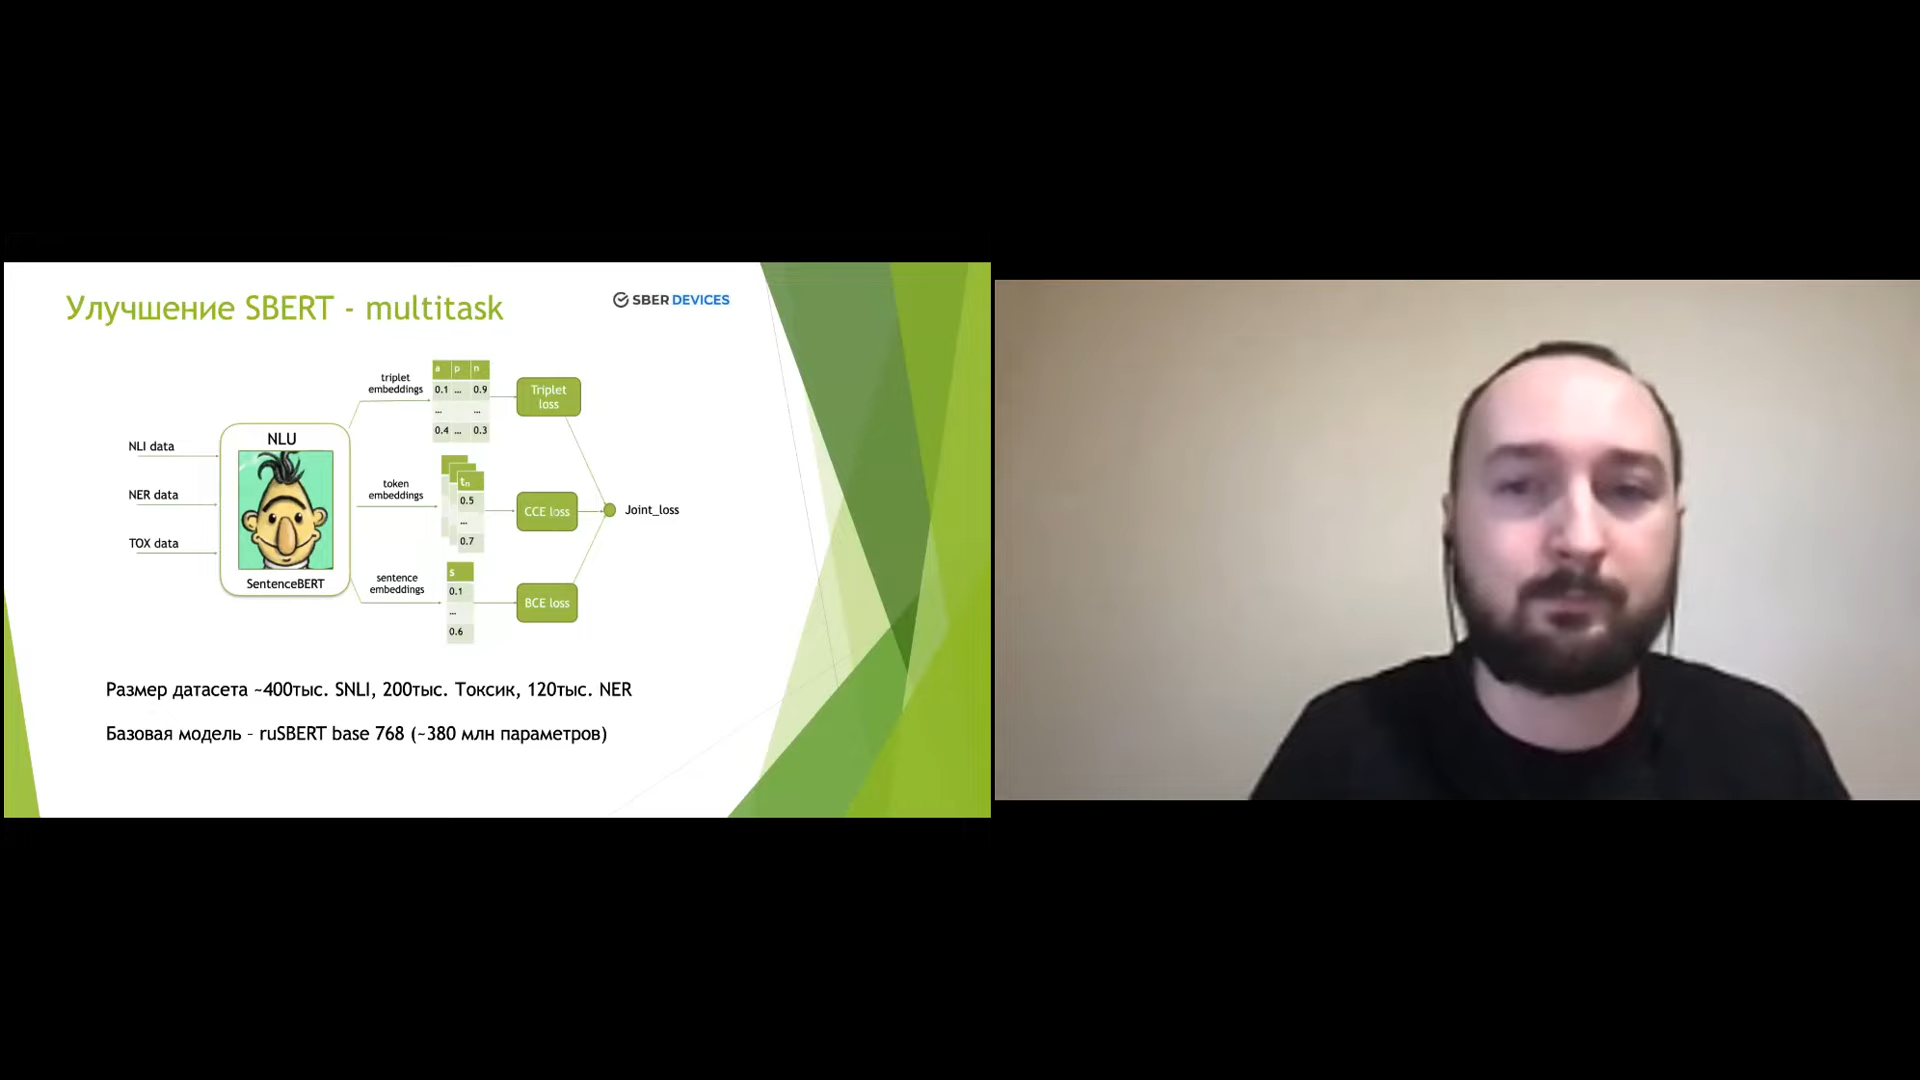 Улучшение SBERT - multitask
SBER DEVICES
NLI data
NER data
TOX data
NLU
SentenceBERT
triplet
embeddings
a p n
0.1 ... 0.9
... ...
0.4 ... 0.3
Triplet
loss
token
embeddings
tn
0.5
...
0.7
CCE loss
Joint_loss
sentence
embeddings
s
0.1
...
0.6
BCE loss
Размер датасета ~400тыс. SNLI, 200тыс. Токсик, 120тыс. NER
Базовая модель – ruSBERT base 768 (~380 млн параметров)